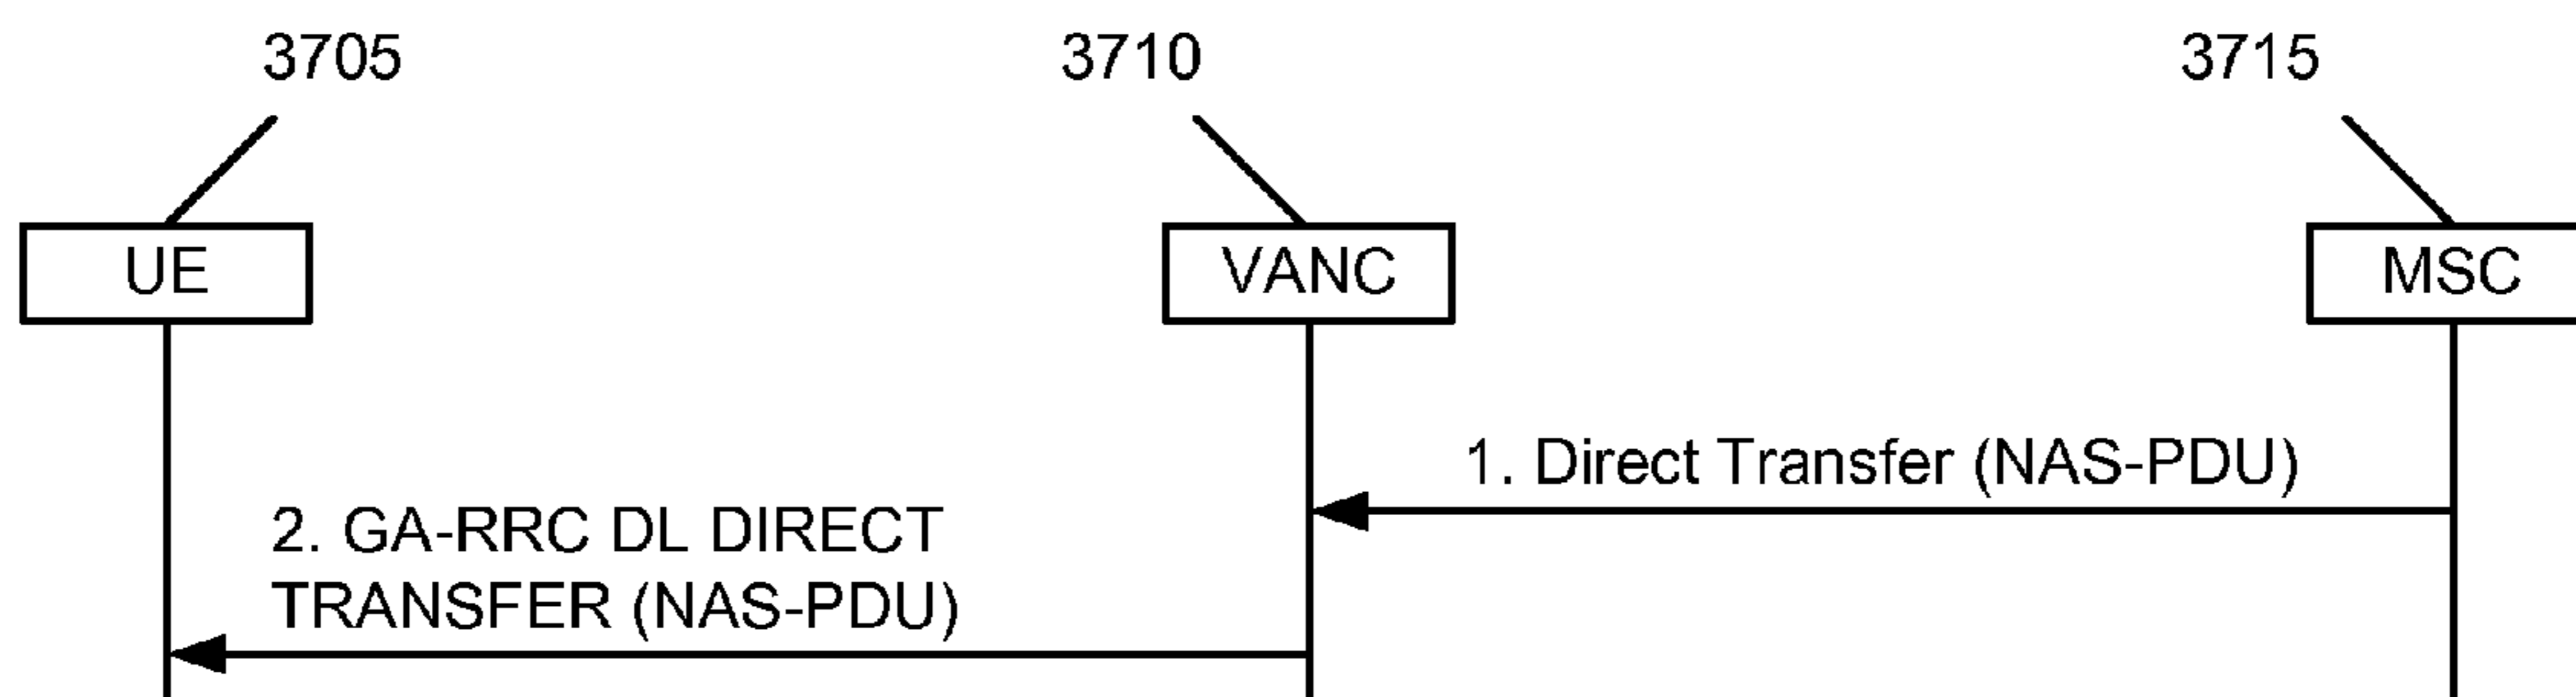 3705
3710
3715
UE
VANC
MSC
1. Direct Transfer (NAS-PDU)
2. GA-RRC DL DIRECT
TRANSFER (NAS-PDU)